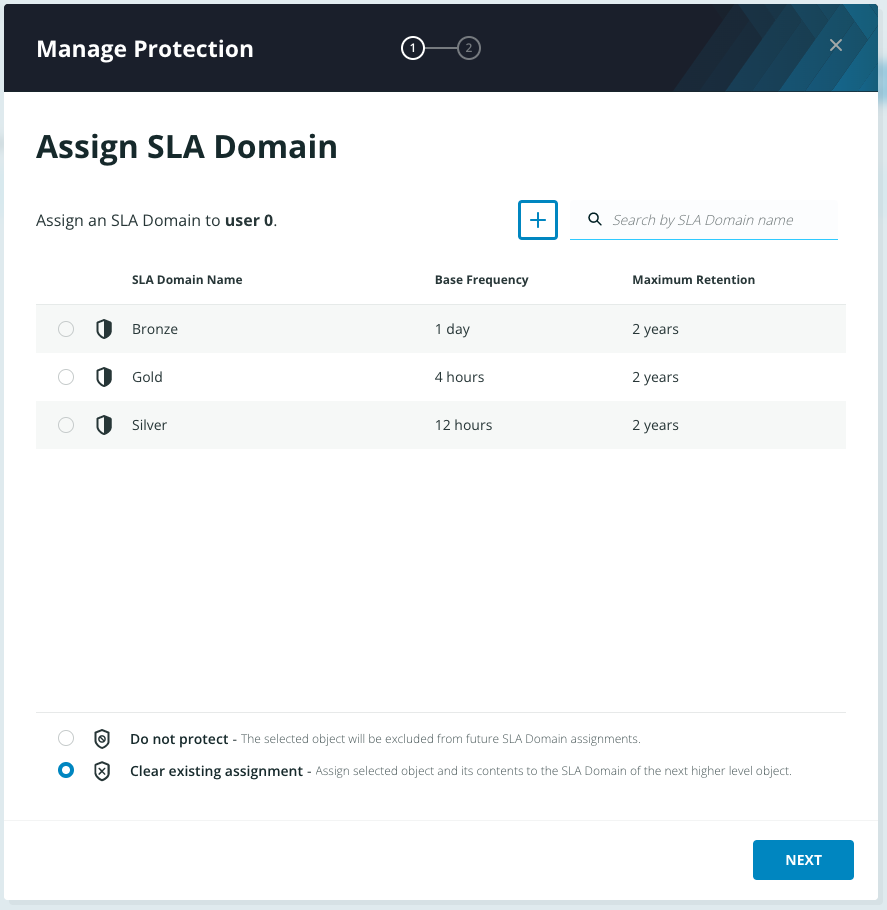 Manage Protection
1 2
Assign SLA Domain
Assign an SLA Domain to user 0.
Search by SLA Domain name
SLA Domain Name Base Frequency Maximum Retention
Bronze 1 day 2 years
Gold 4 hours 2 years
Silver 12 hours 2 years
Do not protect - The selected object will be excluded from future SLA Domain assignments.
Clear existing assignment - Assign selected object and its contents to the SLA Domain of the next higher level object.
NEXT